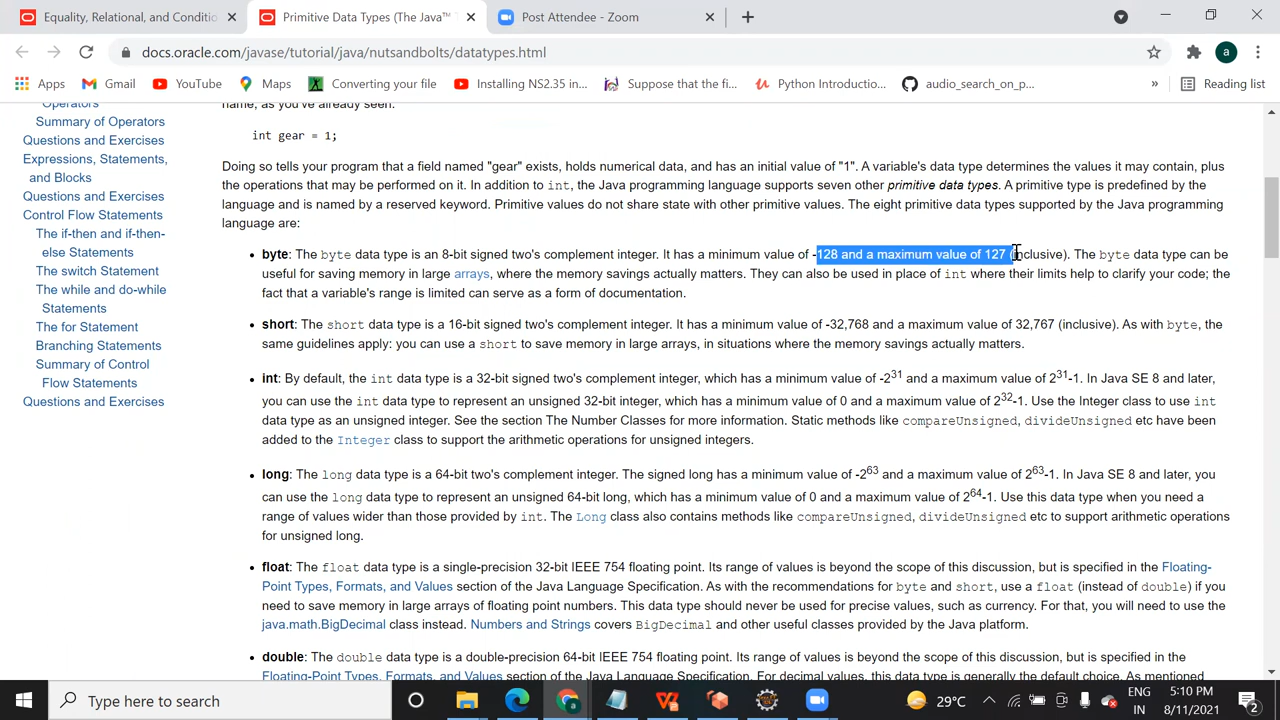 Equality, Relational, and Conditio
Primitive Data Types (The Java™
Post Attendee - Zoom
docs.oracle.com/javase/tutorial/java/nutsandbolts/datatypes.html
a
Apps
Gmail
YouTube
Maps
Converting your file
Installing NS2.35 in...
Suppose that the fi...
Python Introduction...
audio_search_on_p...
»
Reading list
Operators
Summary of Operators
Questions and Exercises
Expressions, Statements,
and Blocks
Questions and Exercises
Control Flow Statements
The if-then and if-then-
else Statements
The switch Statement
The while and do-while
Statements
The for Statement
Branching Statements
Summary of Control
Flow Statements
Questions and Exercises
name, as you've already seen:
int gear = 1;
Doing so tells your program that a field named "gear" exists, holds numerical data, and has an initial value of "1". A variable's data type determines the values it may contain, plus
the operations that may be performed on it. In addition to int, the Java programming language supports seven other primitive data types. A primitive type is predefined by the
language and is named by a reserved keyword. Primitive values do not share state with other primitive values. The eight primitive data types supported by the Java programming
language are:
• byte: The byte data type is an 8-bit signed two's complement integer. It has a minimum value of -128 and a maximum value of 127 (inclusive). The byte data type can be
useful for saving memory in large arrays, where the memory savings actually matters. They can also be used in place of int where their limits help to clarify your code; the
fact that a variable's range is limited can serve as a form of documentation.
• short: The short data type is a 16-bit signed two's complement integer. It has a minimum value of -32,768 and a maximum value of 32,767 (inclusive). As with byte, the
same guidelines apply: you can use a short to save memory in large arrays, in situations where the memory savings actually matters.
• int: By default, the int data type is a 32-bit signed two's complement integer, which has a minimum value of -2³¹ and a maximum value of 2³¹-1. In Java SE 8 and later,
you can use the int data type to represent an unsigned 32-bit integer, which has a minimum value of 0 and a maximum value of 2³²-1. Use the Integer class to use int
data type as an unsigned integer. See the section The Number Classes for more information. Static methods like compareUnsigned, divideUnsigned etc have been
added to the Integer class to support the arithmetic operations for unsigned integers.
• long: The long data type is a 64-bit two's complement integer. The signed long has a minimum value of -2⁶³ and a maximum value of 2⁶³-1. In Java SE 8 and later, you
can use the long data type to represent an unsigned 64-bit long, which has a minimum value of 0 and a maximum value of 2⁶⁴-1. Use this data type when you need a
range of values wider than those provided by int. The Long class also contains methods like compareUnsigned, divideUnsigned etc to support arithmetic operations
for unsigned long.
• float: The float data type is a single-precision 32-bit IEEE 754 floating point. Its range of values is beyond the scope of this discussion, but is specified in the Floating-
Point Types, Formats, and Values section of the Java Language Specification. As with the recommendations for byte and short, use a float (instead of double) if you
need to save memory in large arrays of floating point numbers. This data type should never be used for precise values, such as currency. For that, you will need to use the
java.math.BigDecimal class instead. Numbers and Strings covers BigDecimal and other useful classes provided by the Java platform.
• double: The double data type is a double-precision 64-bit IEEE 754 floating point. Its range of values is beyond the scope of this discussion, but is specified in the
Floating-Point Types, Formats, and Values section of the Java Language Specification. For decimal values, this data type is generally the default choice. As mentioned
Type here to search
29°C
ENG
IN
5:10 PM
8/11/2021
2